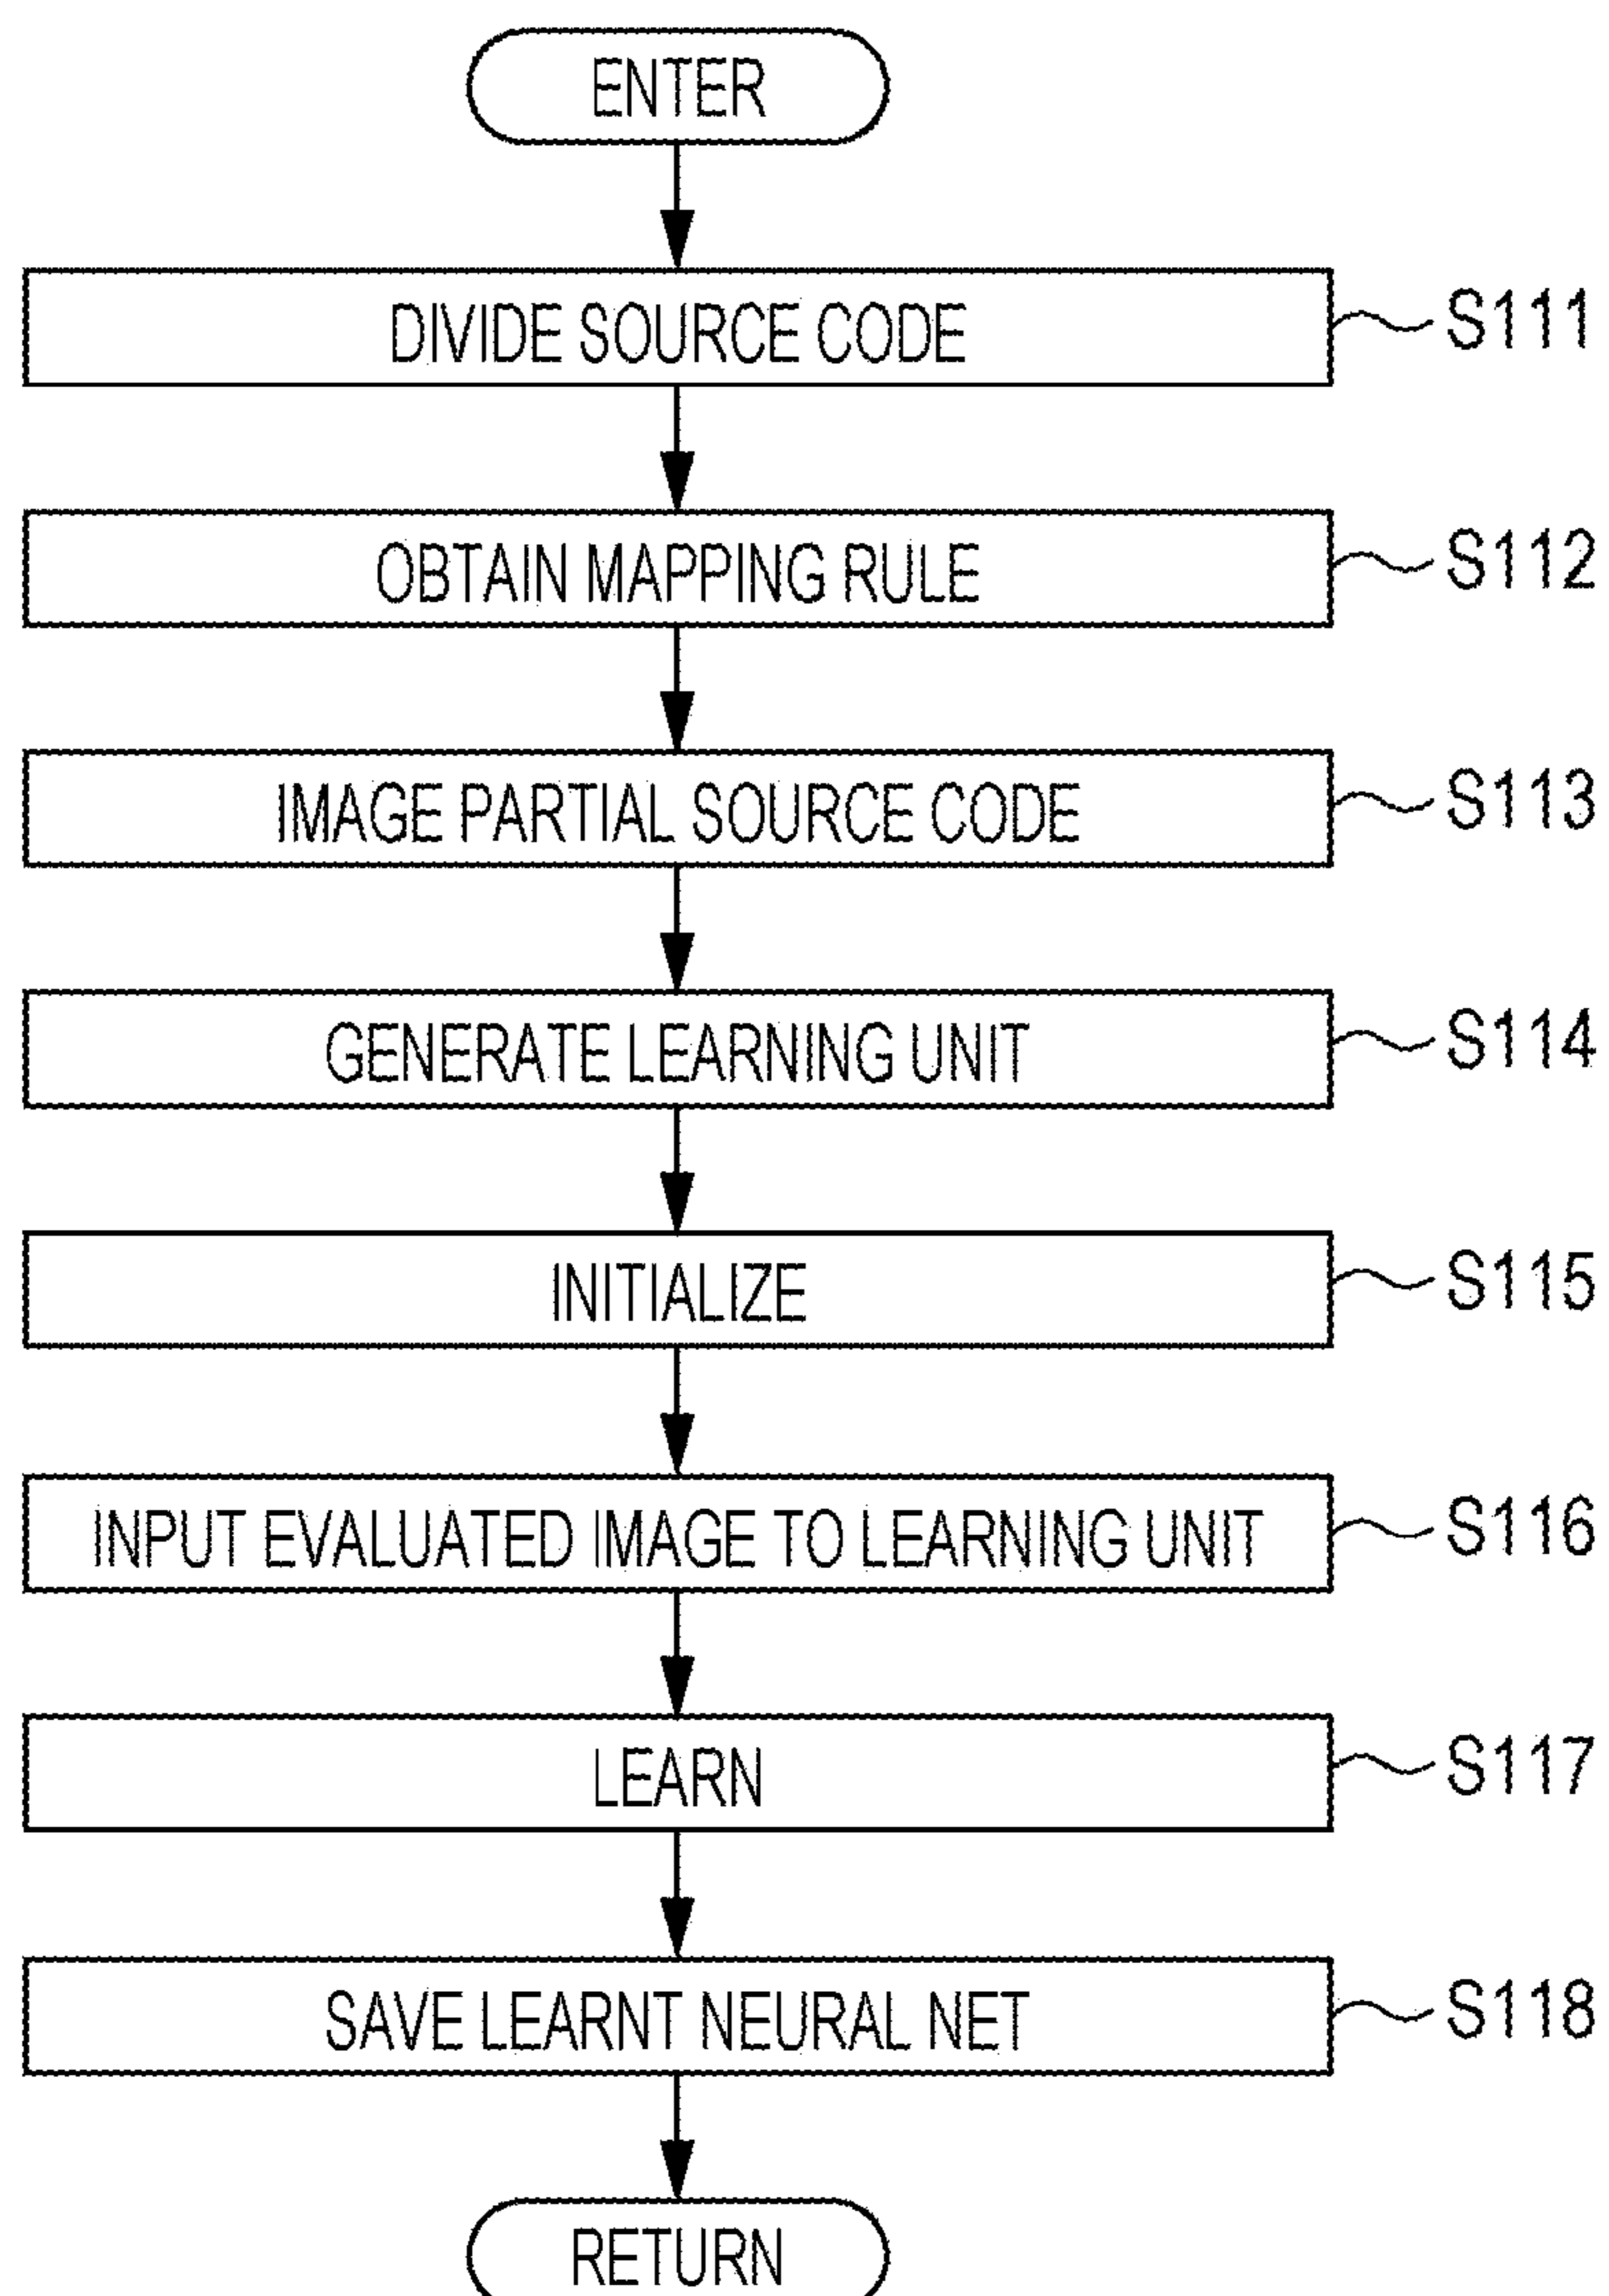 ENTER
DIVIDE SOURCE CODE S111
OBTAIN MAPPING RULE S112
IMAGE PARTIAL SOURCE CODE S113
GENERATE LEARNING UNIT S114
INITIALIZE S115
INPUT EVALUATED IMAGE TO LEARNING UNIT S116
LEARN S117
SAVE LEARNT NEURAL NET S118
RETURN